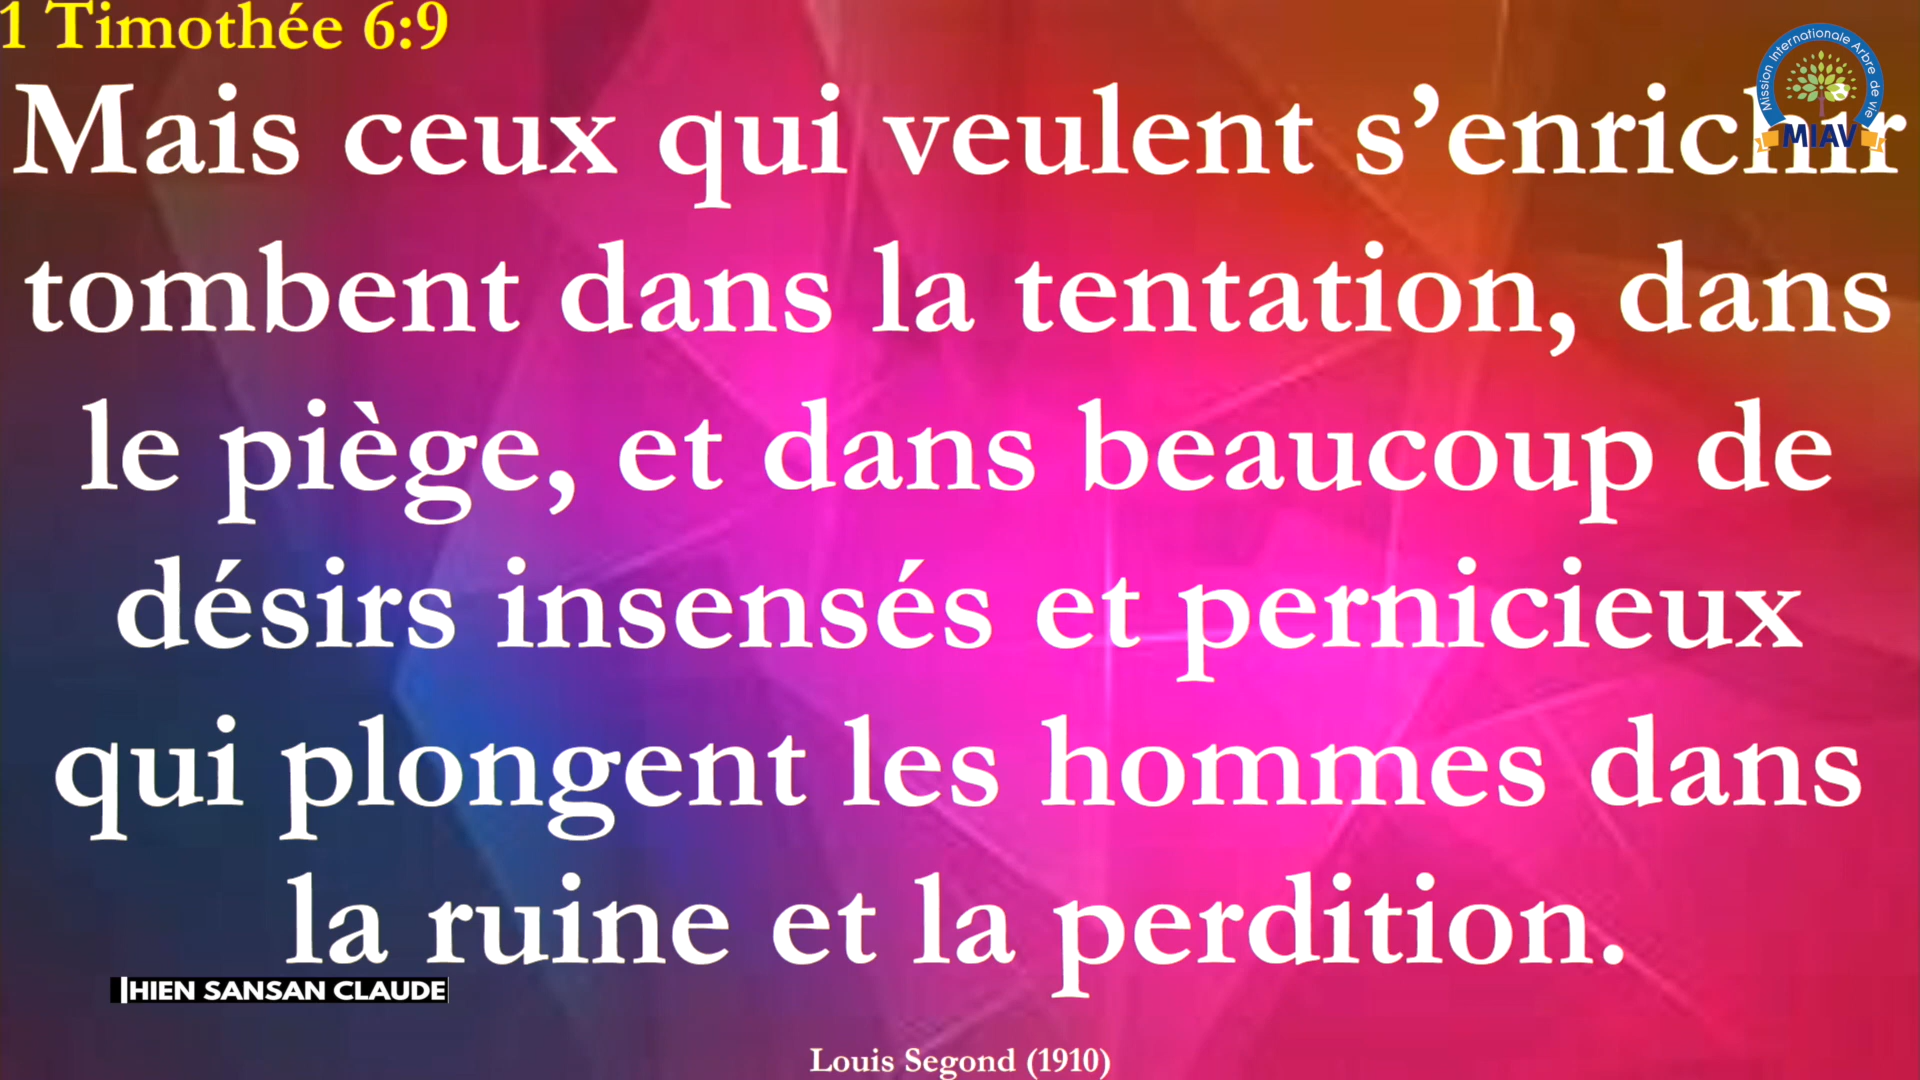 1 Timothée 6:9
Mission Internationale Arbre de vie
MIAV
Mais ceux qui veulent s’enrichir
tombent dans la tentation, dans
le piège, et dans beaucoup de
désirs insensés et pernicieux
qui plongent les hommes dans
la ruine et la perdition.
HIEN SANSAN CLAUDE
Louis Segond (1910)